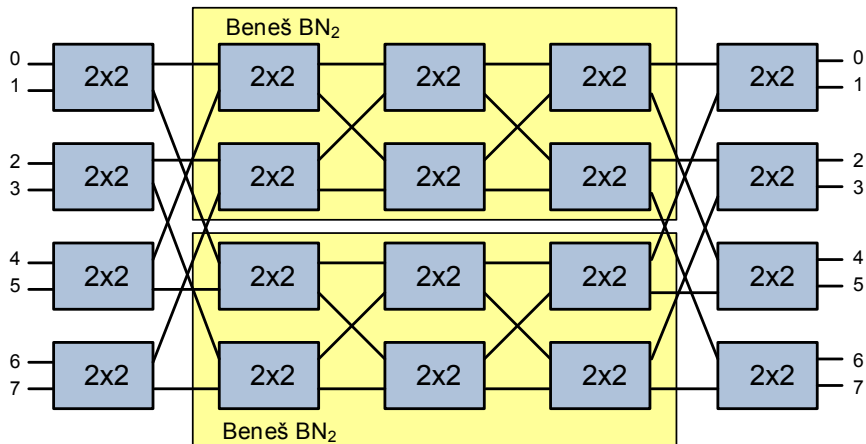 Beneš BN₂
0 2x2 2x2 2x2 2x2 2x2 0
1 1
2 2x2 2x2 2x2 2x2 2x2 2
3 3
4 2x2 2x2 2x2 2x2 2x2 4
5 5
6 2x2 2x2 2x2 2x2 2x2 6
7 7
Beneš BN₂